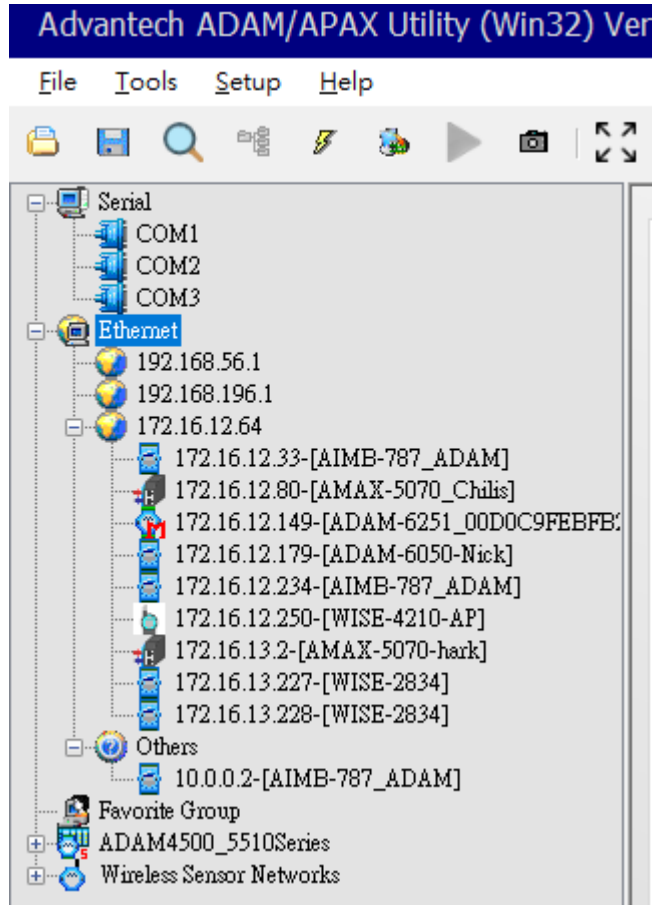 Advantech ADAM/APAX Utility (Win32) Ver
File Tools Setup Help
Serial
COM1
COM2
COM3
Ethernet
192.168.56.1
192.168.196.1
172.16.12.64
172.16.12.33-[AIMB-787_ADAM]
172.16.12.80-[AMAX-5070_Chilis]
172.16.12.149-[ADAM-6251_00D0C9FEBFB
172.16.12.179-[ADAM-6050-Nick]
172.16.12.234-[AIMB-787_ADAM]
172.16.12.250-[WISE-4210-AP]
172.16.13.2-[AMAX-5070-hark]
172.16.13.227-[WISE-2834]
172.16.13.228-[WISE-2834]
Others
10.0.0.2-[AIMB-787_ADAM]
Favorite Group
ADAM4500_5510Series
Wireless Sensor Networks